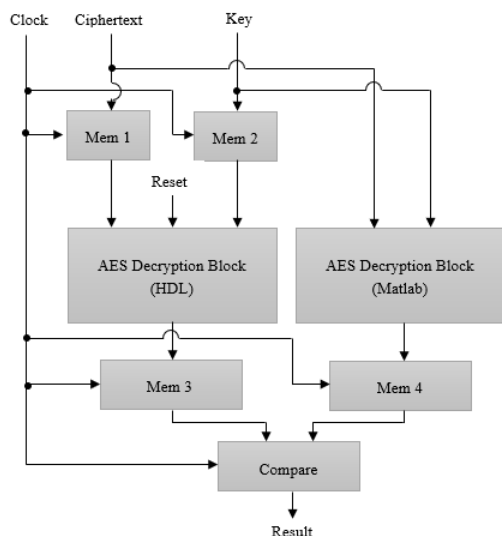 Clock Ciphertext Key
Mem 1 Mem 2
Reset
AES Decryption Block
(HDL)
AES Decryption Block
(Matlab)
Mem 3 Mem 4
Compare
Result